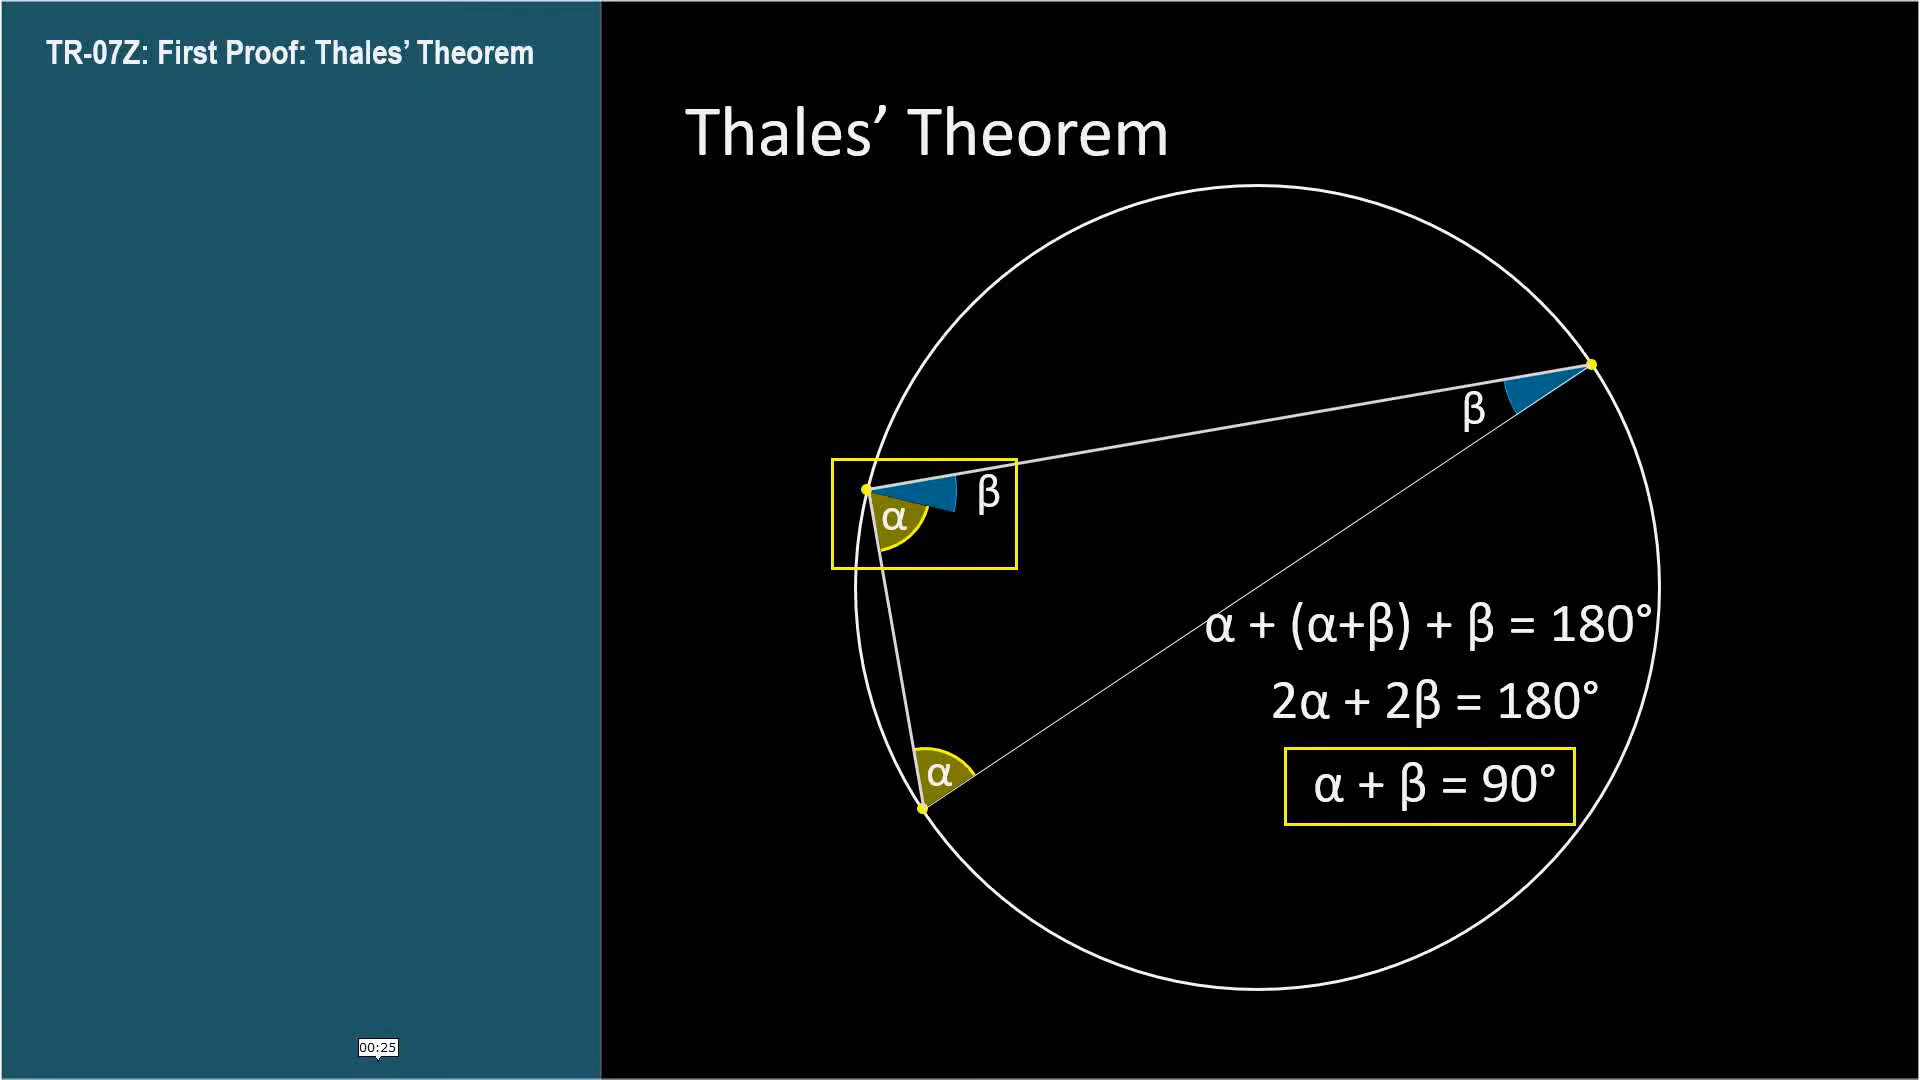 TR-07Z: First Proof: Thales’ Theorem
Thales’ Theorem
β
β
α
α + (α+β) + β = 180°
2α + 2β = 180°
α
α + β = 90°
00:25